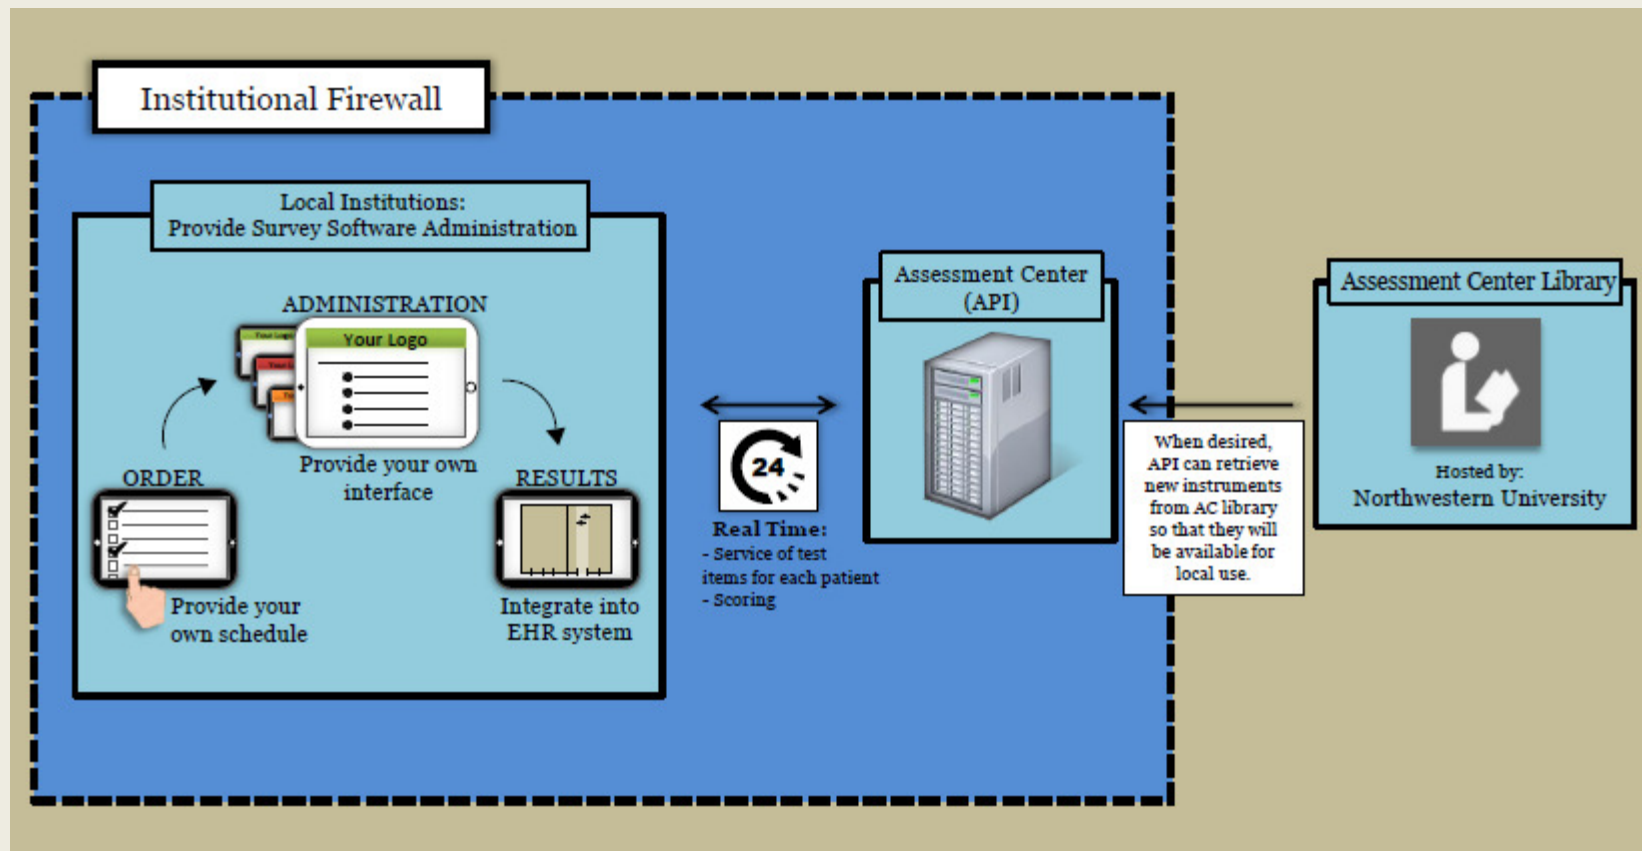 Institutional Firewall
Local Institutions:
Provide Survey Software Administration
ADMINISTRATION
Your Logo
Your Logo
Provide your own
interface
ORDER
Provide your
own schedule
RESULTS
Integrate into
EHR system
24
Real Time:
- Service of test
items for each patient
- Scoring
Assessment Center
(API)
When desired,
API can retrieve
new instruments
from AC library
so that they will
be available for
local use.
Assessment Center Library
Hosted by:
Northwestern University